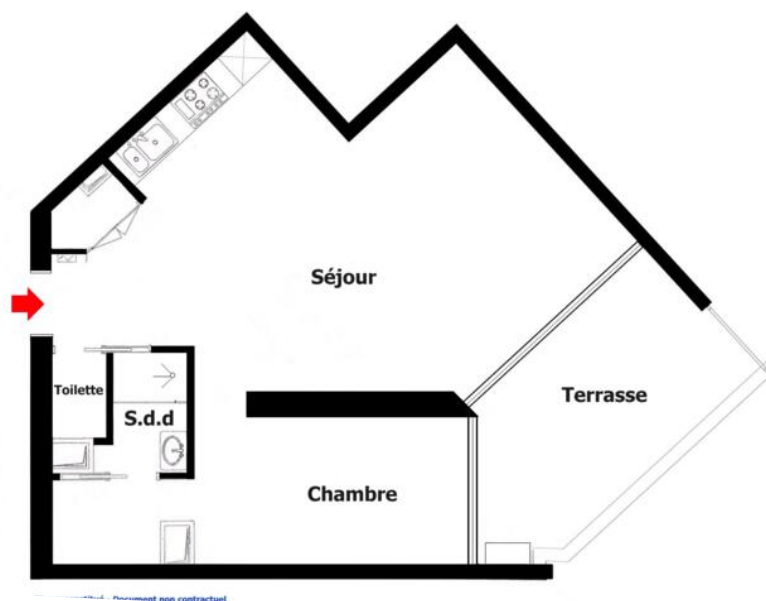 Séjour
Toilette
S.d.d
Terrasse
Chambre
Document non contractuel